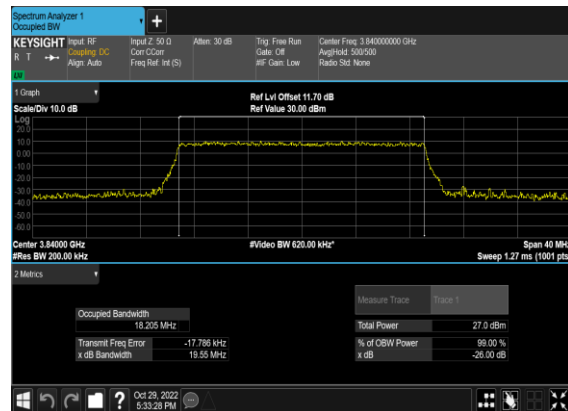 Spectrum Analyzer 1
Occupied BW
+
KEYSIGHT Input: RF Input Z: 50 Ω Atten: 30 dB Trig: Free Run Center Freq: 3.840000000 GHz
R T Coupling: DC Corr CCorr Gate: Off Avg|Hold: 500/500
Align: Auto Freq Ref: Int (S) #IF Gain: Low Radio Std: None
LW
1 Graph
Ref Lvl Offset 11.70 dB
Scale/Div 10.0 dB Ref Value 30.00 dBm
Log
20.0
10.0
0.00
-10.0
-20.0
-30.0
-40.0
-50.0
-60.0
Center 3.84000 GHz #Video BW 620.00 kHz* Span 40 MHz
#Res BW 200.00 kHz Sweep 1.27 ms (1001 pts)
2 Metrics
Measure Trace Trace 1
Occupied Bandwidth
18.205 MHz Total Power 27.0 dBm
Transmit Freq Error -17.786 kHz % of OBW Power 99.00 %
x dB Bandwidth 19.55 MHz x dB -26.00 dB
? Oct 29, 2022
5:33:28 PM